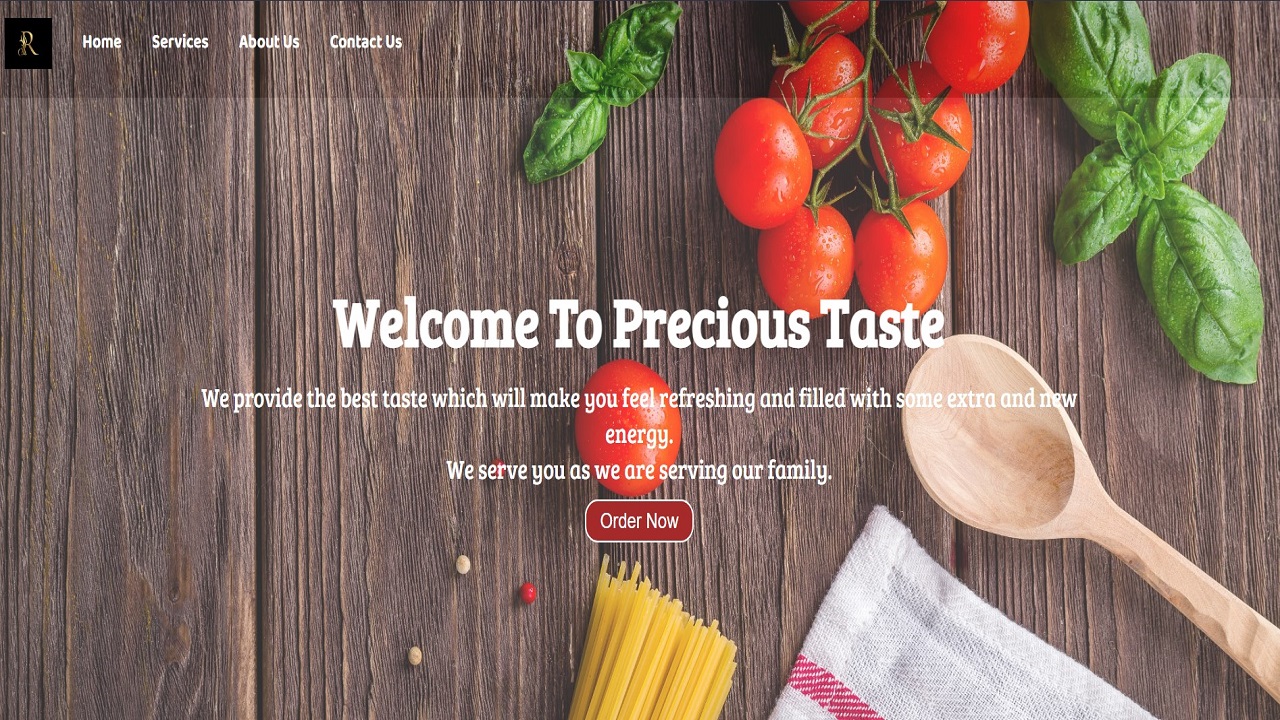 R
Home Services About Us Contact Us
Welcome To Precious Taste
We provide the best taste which will make you feel refreshing and filled with some extra and new
energy.
We serve you as we are serving our family.
Order Now